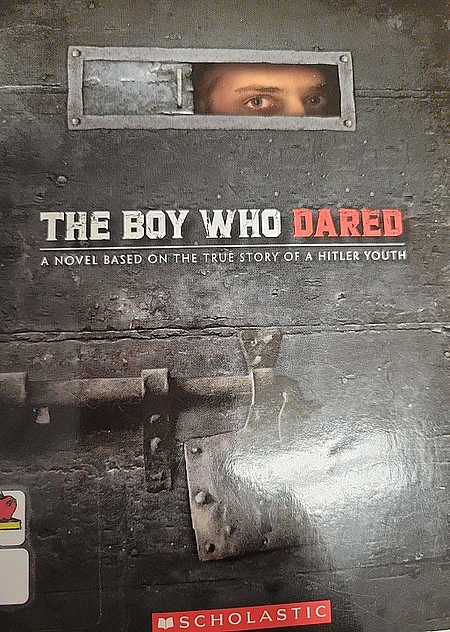 THE BOY WHO DARED
A NOVEL BASED ON THE TRUE STORY OF A HITLER YOUTH
SCHOLASTIC